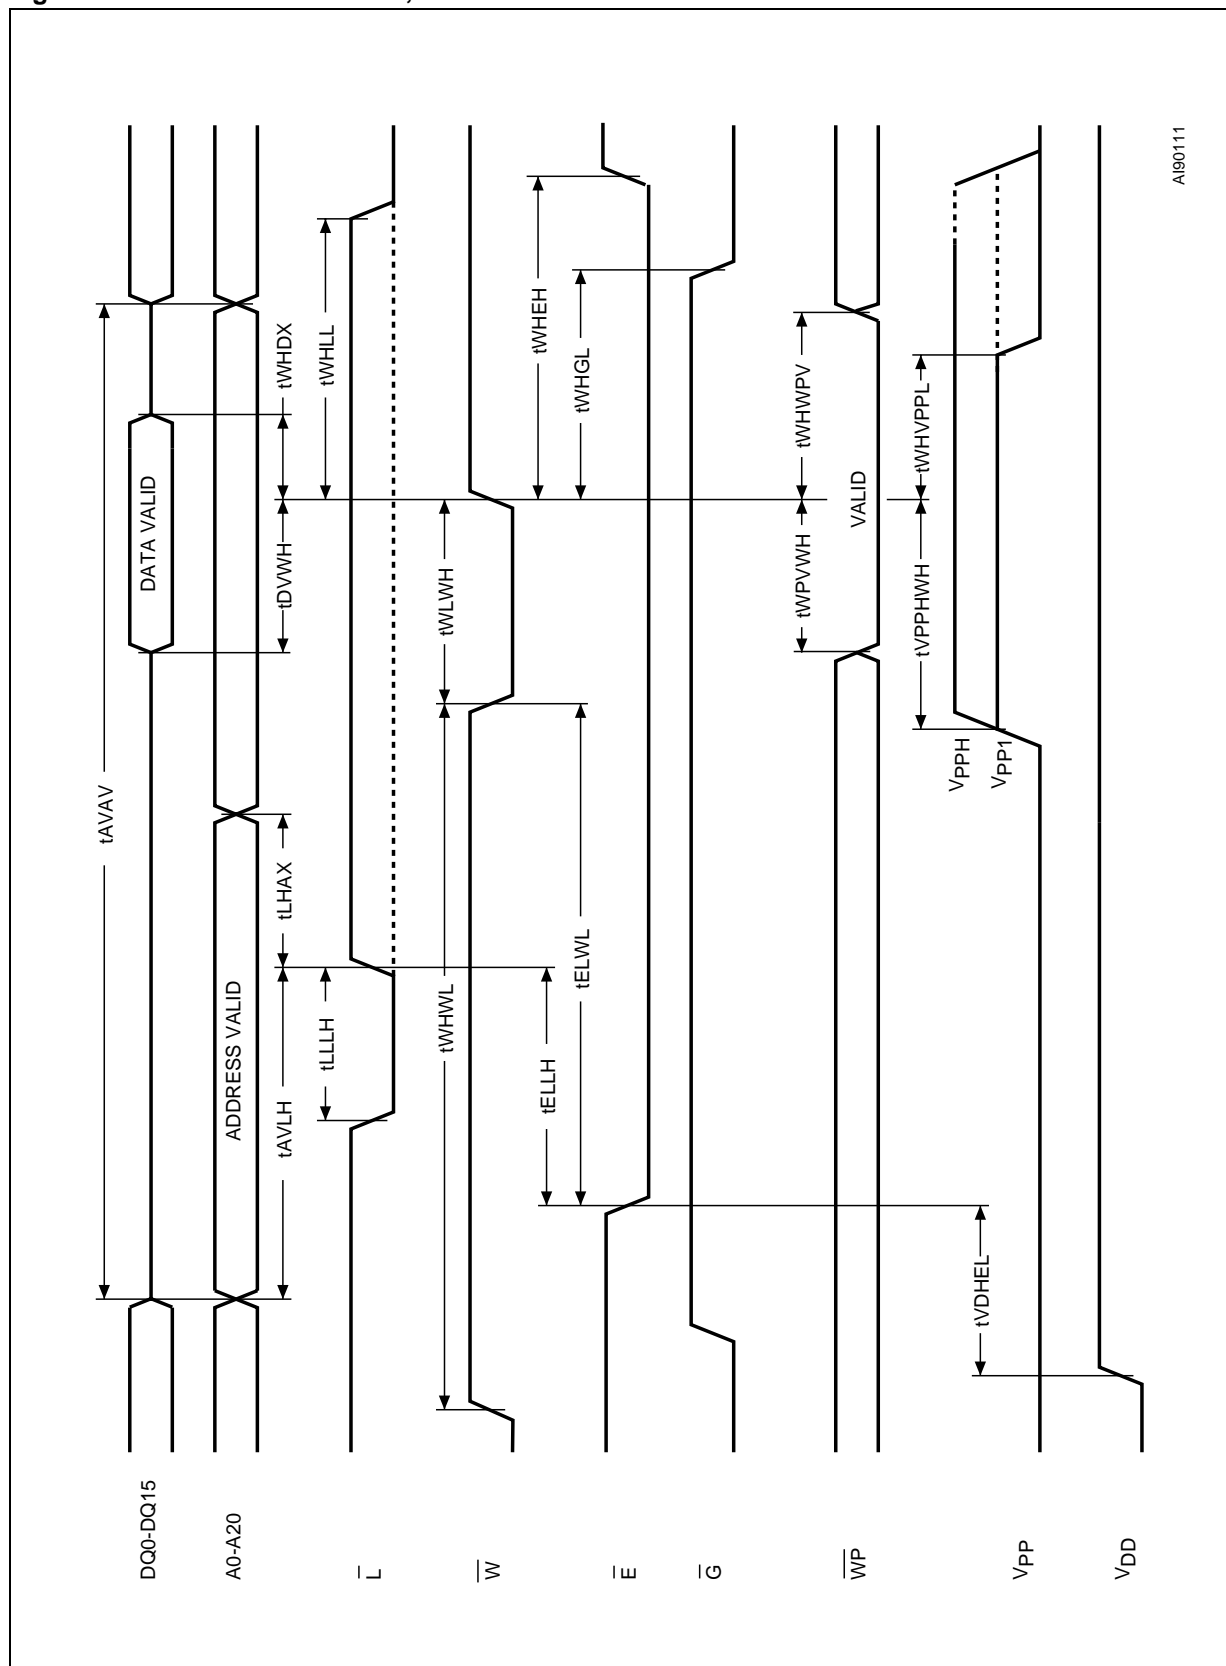 DQ0-DQ15
DATA VALID
tAVAV
A0-A20
ADDRESS VALID
tAVLH
tLHAX
tDVWH
tWHDX
L
tLLLH
tWHLL
W
tWHWL
tWLWH
E
tELLH
tELWL
tWHEH
G
tWHGL
WP
VALID
tWPVWH
tWHWPV
VPP
VPPH
VPP1
tVPPHWH
tWHVPPL
VDD
tVDHEL
AI90111